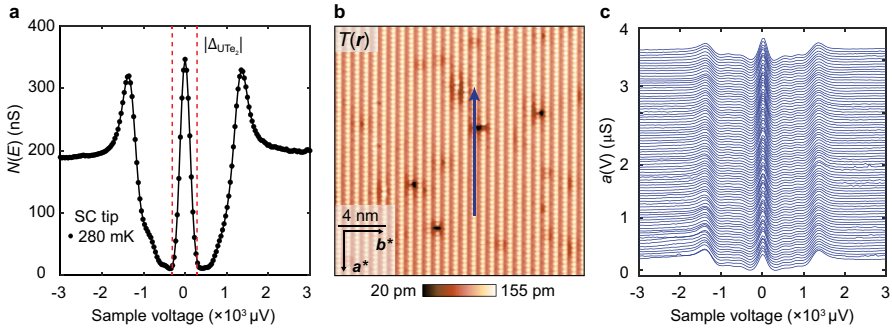 a
N(E) (nS)
400
300
200
100
0
|Δ_UTe₂|
SC tip
• 280 mK
-3 -2 -1 0 1 2 3
Sample voltage (×10³ µV)
b
T(r)
4 nm
b*
a*
20 pm 155 pm
c
a(V) (µS)
4
3
2
1
0
-3 -2 -1 0 1 2 3
Sample voltage (×10³ µV)